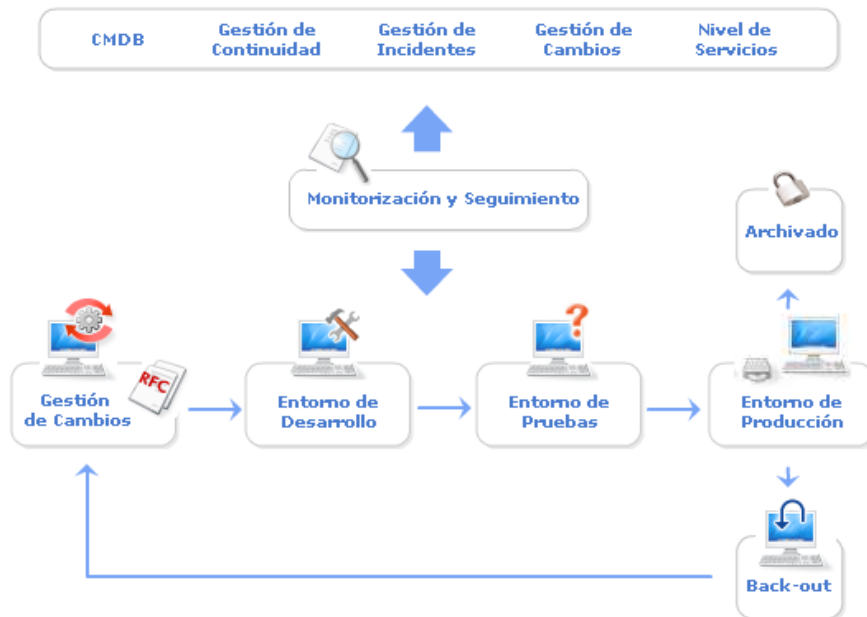 CMDB
Gestión de
Continuidad
Gestión de
Incidentes
Gestión de
Cambios
Nivel de
Servicios
Monitorización y Seguimiento
Archivado
RFC
Gestión
de Cambios
Entorno de
Desarrollo
?
Entorno de
Pruebas
Entorno de
Producción
Back-out